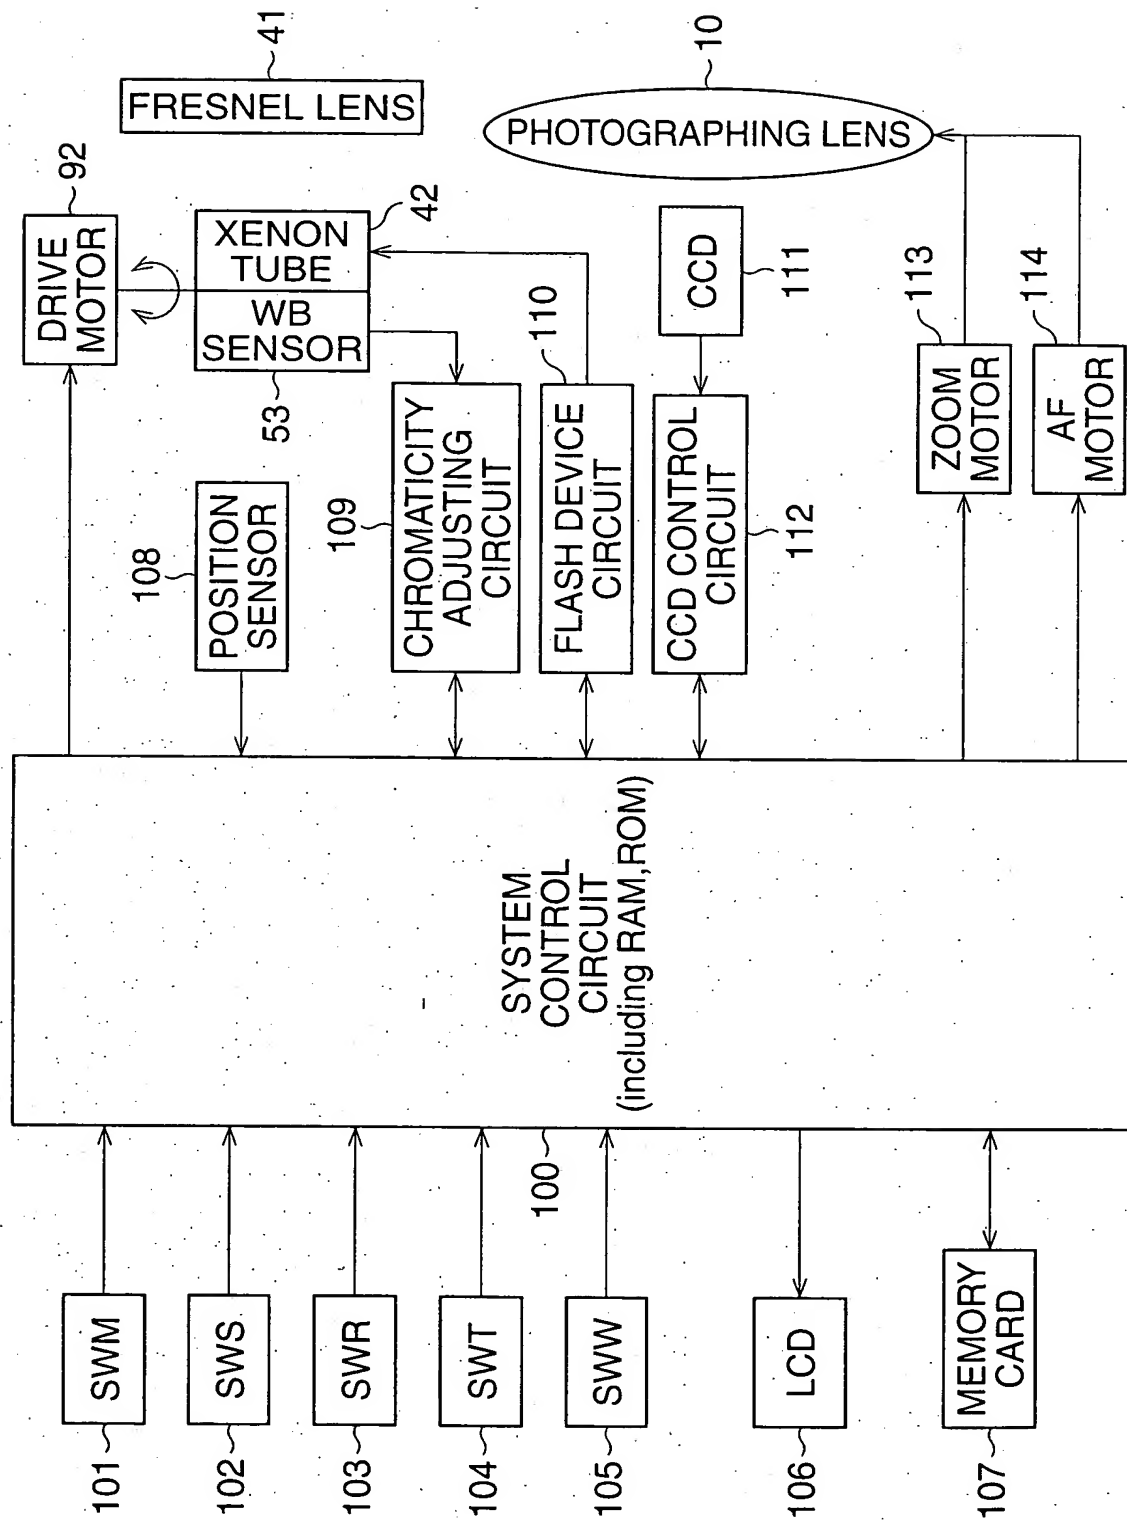 101
SWM
102
SWS
103
SWR
104
SWT
105
SWW
106
LCD
107
MEMORY
CARD
100
SYSTEM
CONTROL
CIRCUIT
(including RAM,ROM)
DRIVE
MOTOR
92
FRESNEL LENS
41
108
POSITION
SENSOR
53
WB
SENSOR
XENON
TUBE
42
109
CHROMATICITY
ADJUSTING
CIRCUIT
110
FLASH DEVICE
CIRCUIT
CCD CONTROL
CIRCUIT
112
CCD
111
PHOTOGRAPHING LENS
10
ZOOM
MOTOR
113
AF
MOTOR
114